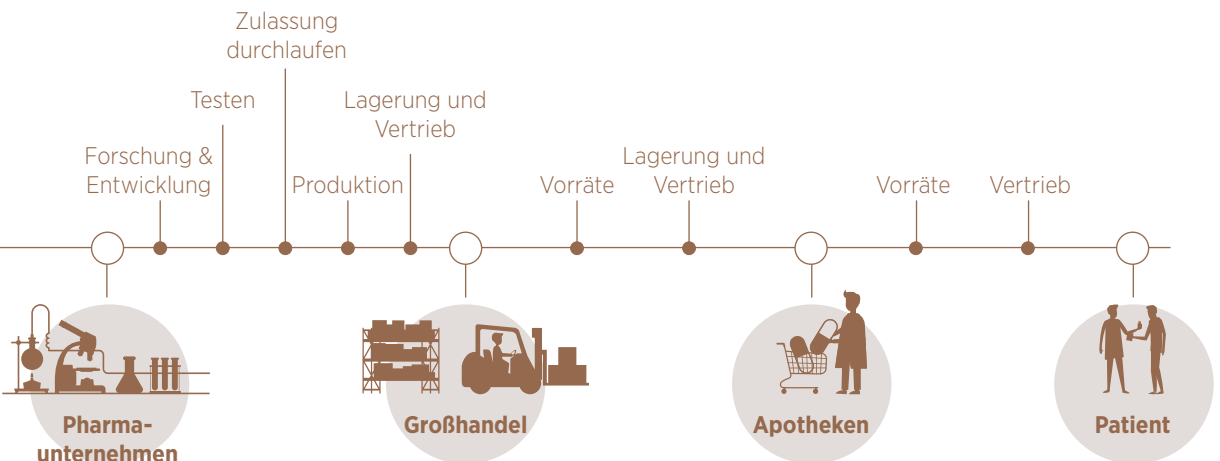 Zulassung
durchlaufen
Testen
Lagerung und
Vertrieb
Forschung &
Entwicklung
Produktion
Vorräte
Lagerung und
Vertrieb
Vorräte
Vertrieb
Pharma-
unternehmen
Großhandel
Apotheken
Patient